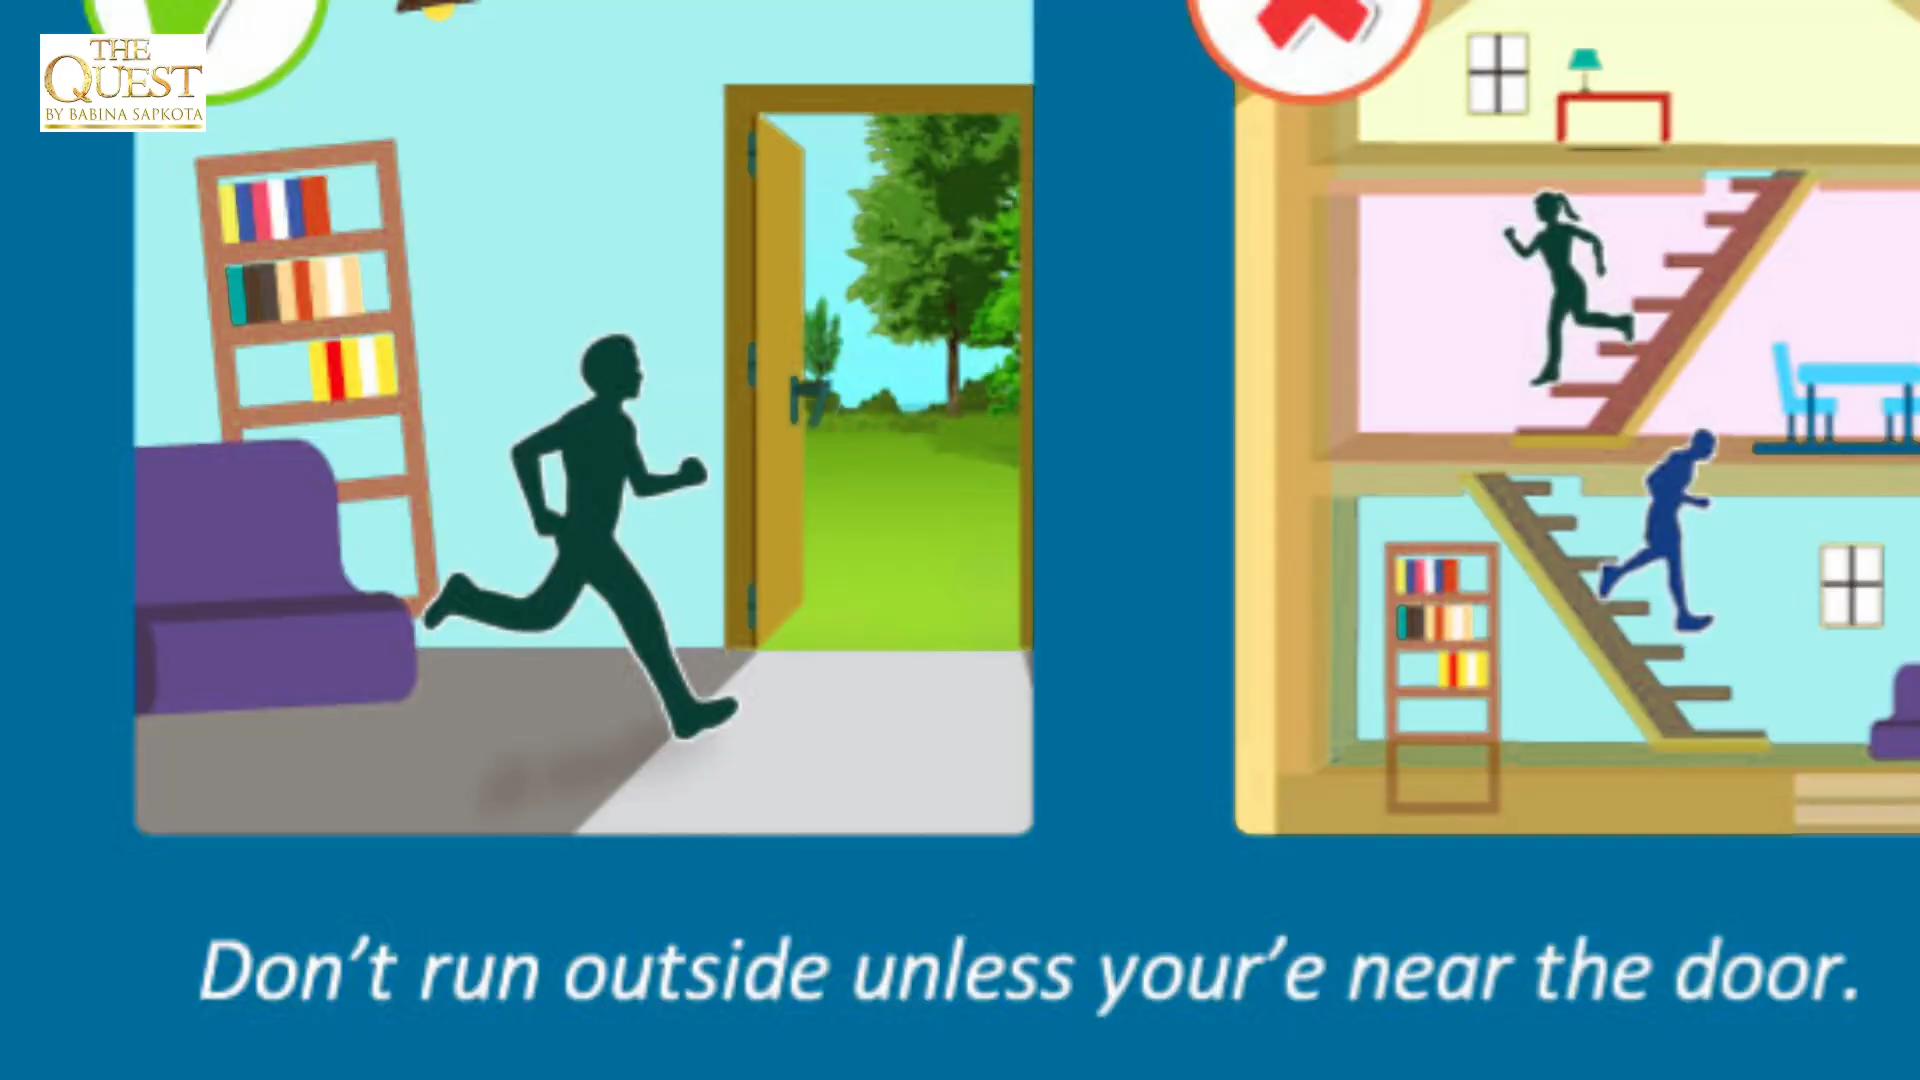 THE
QUEST
BY BABINA SAPKOTA
Don't run outside unless your'e near the door.